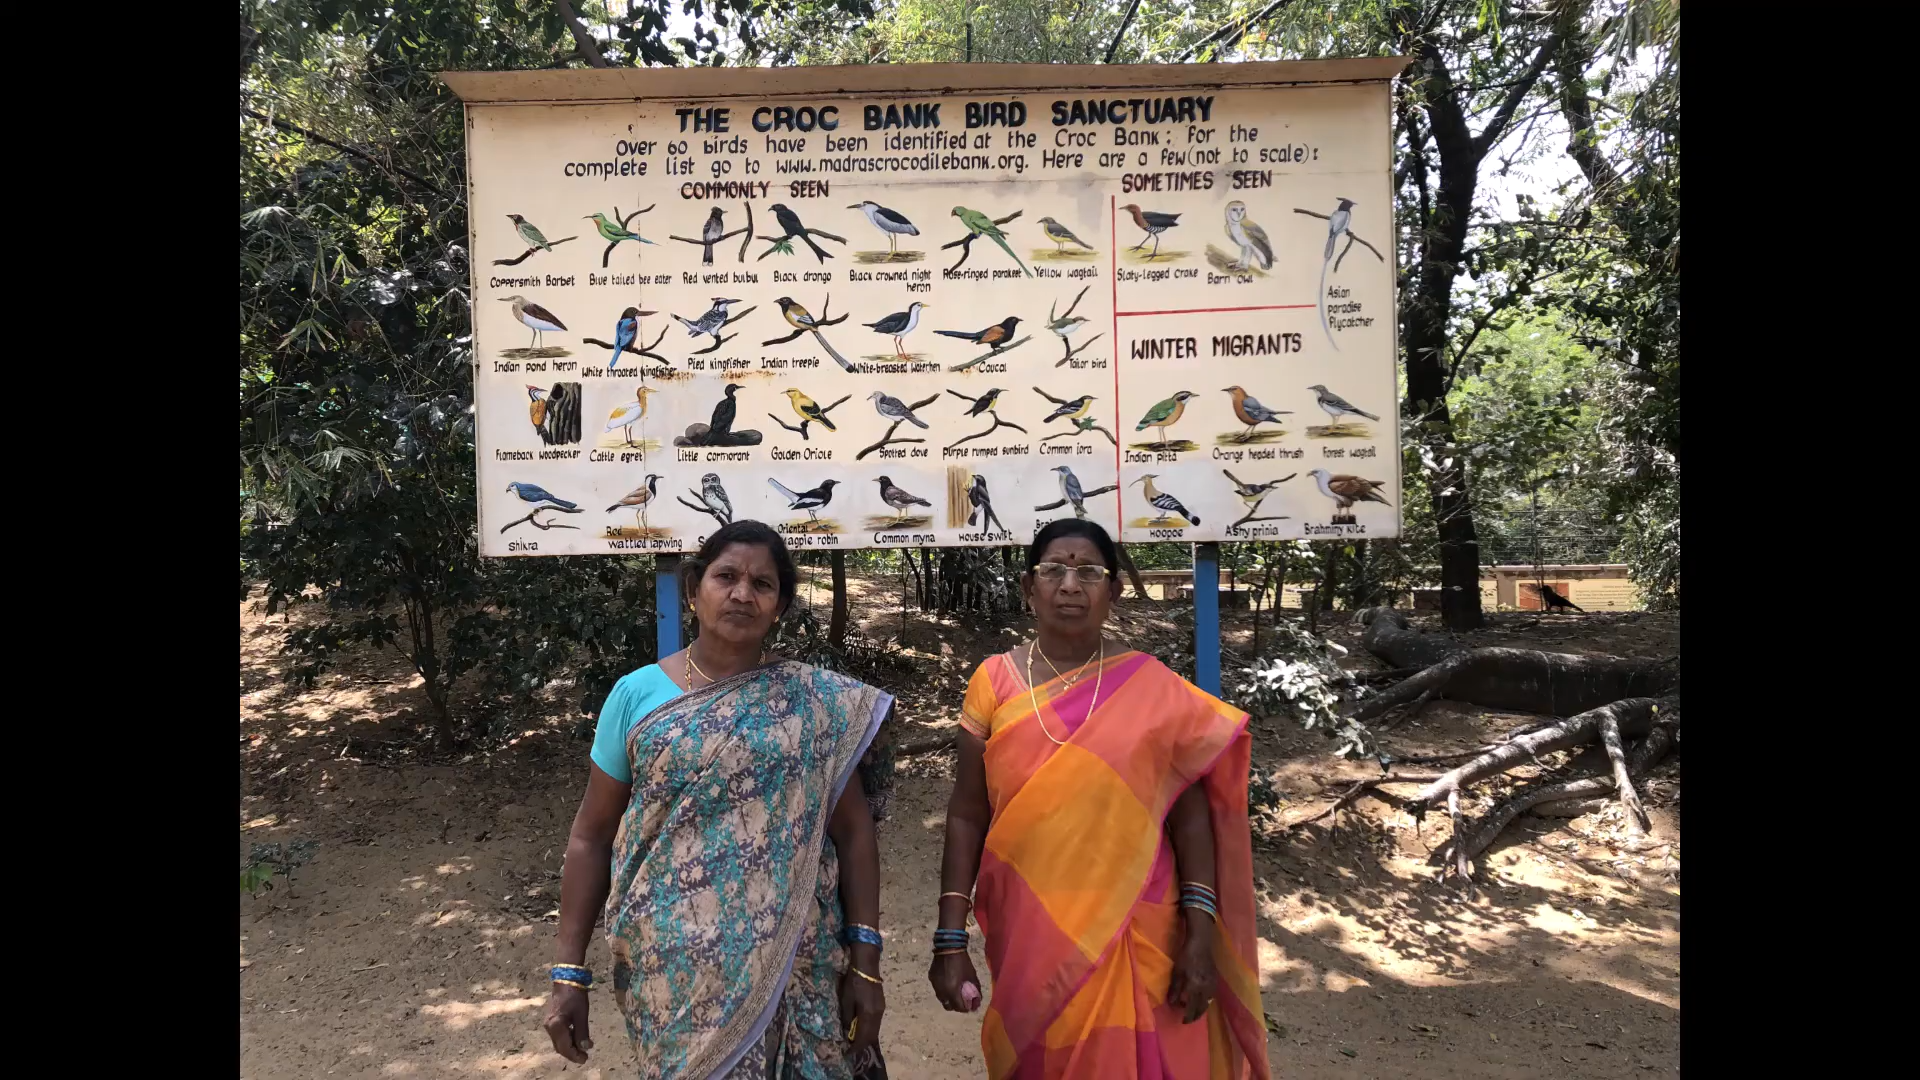 THE CROC BANK BIRD SANCTUARY
Over 60 birds have been identified at the Croc Bank; for the
complete list go to www.madrascrocodilebank.org. Here are a few(not to scale):
COMMONLY SEEN
Coppersmith Barbet Blue tailed bee eater Red vented bulbul Black drongo Black crowned night heron Rose-ringed parakeet Yellow wagtail
Indian pond heron White throated kingfisher Pied kingfisher Indian treepie White-breasted Waterhen Coucal Tailor bird
Flameback woodpecker Cattle egret Little cormorant Golden Oriole Spotted dove Purple rumped sunbird Common iora
Shikra Red wattled lapwing Oriental magpie robin Common myna House swift
SOMETIMES SEEN
Slaty-legged crake Barn owl Asian paradise flycatcher
WINTER MIGRANTS
Indian pitta Orange headed thrush Forest wagtail
Hoopoe Ashy prinia Brahminy kite